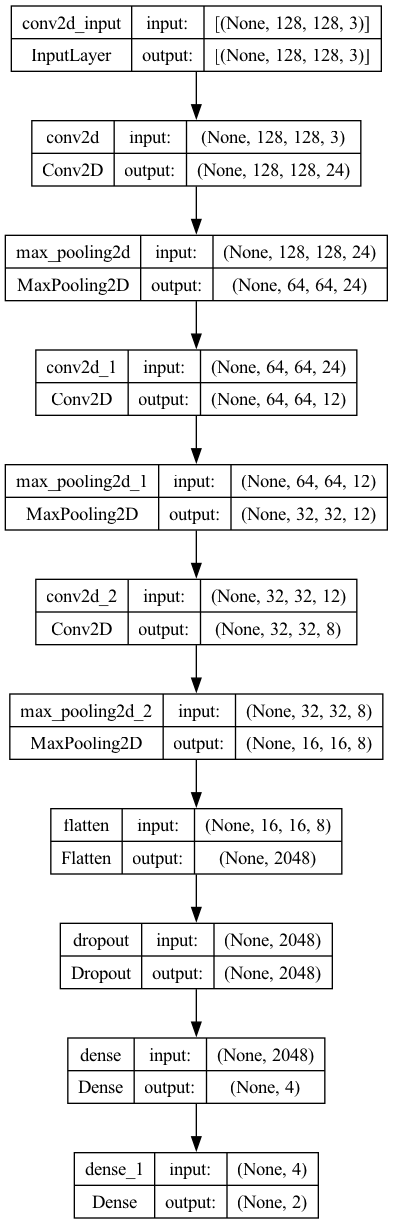 conv2d_input input: [(None, 128, 128, 3)]
InputLayer output: [(None, 128, 128, 3)]
conv2d input: (None, 128, 128, 3)
Conv2D output: (None, 128, 128, 24)
max_pooling2d input: (None, 128, 128, 24)
MaxPooling2D output: (None, 64, 64, 24)
conv2d_1 input: (None, 64, 64, 24)
Conv2D output: (None, 64, 64, 12)
max_pooling2d_1 input: (None, 64, 64, 12)
MaxPooling2D output: (None, 32, 32, 12)
conv2d_2 input: (None, 32, 32, 12)
Conv2D output: (None, 32, 32, 8)
max_pooling2d_2 input: (None, 32, 32, 8)
MaxPooling2D output: (None, 16, 16, 8)
flatten input: (None, 16, 16, 8)
Flatten output: (None, 2048)
dropout input: (None, 2048)
Dropout output: (None, 2048)
dense input: (None, 2048)
Dense output: (None, 4)
dense_1 input: (None, 4)
Dense output: (None, 2)